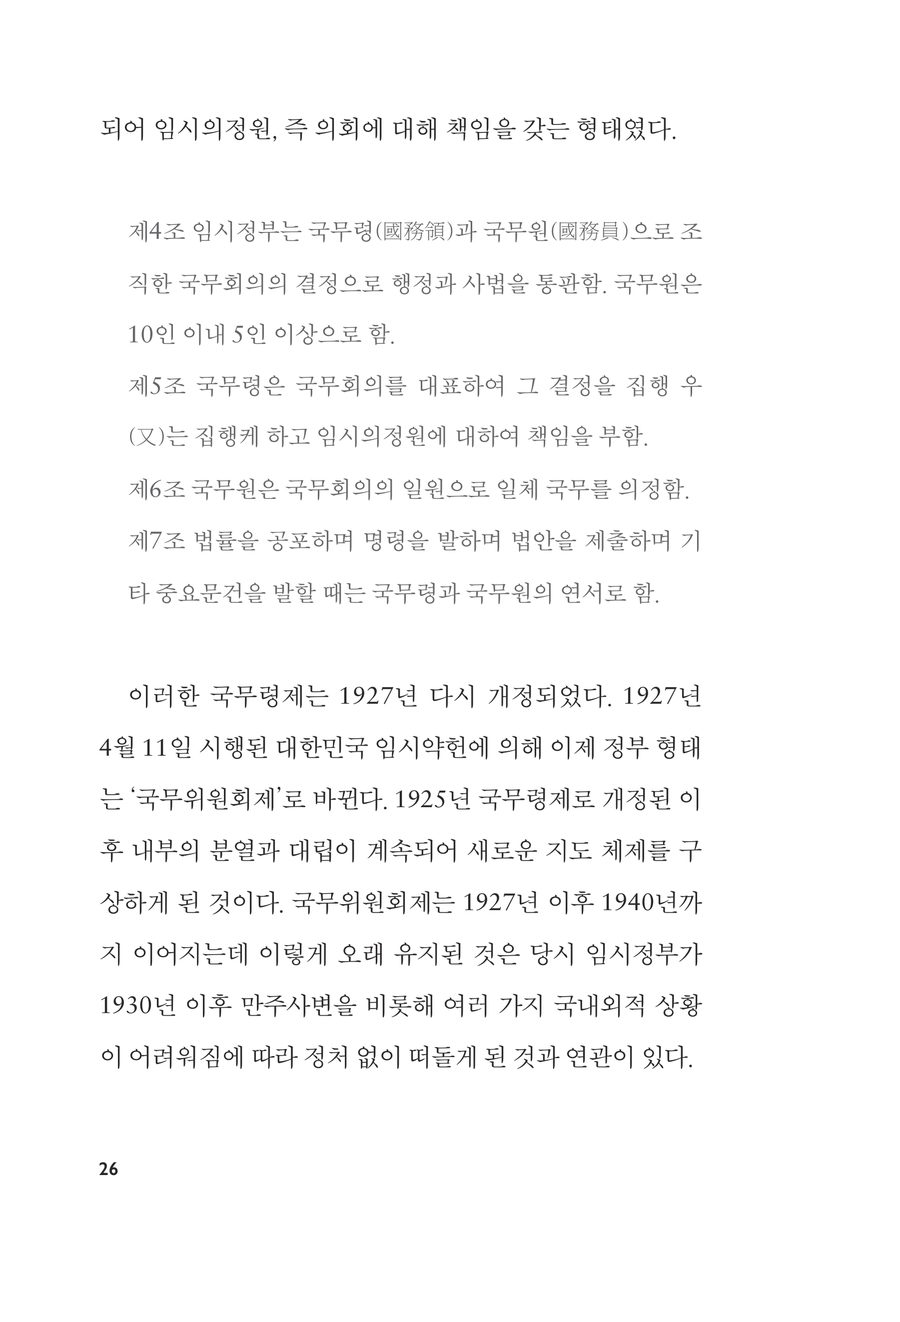 되어 임시의정원, 즉 의회에 대해 책임을 갖는 형태였다.
제4조 임시정부는 국무령(國務領)과 국무원(國務員)으로 조
직한 국무회의의 결정으로 행정과 사법을 통판함. 국무원은
10인 이내 5인 이상으로 함.
제5조 국무령은 국무회의를 대표하여 그 결정을 집행 우
(又)는 집행케 하고 임시의정원에 대하여 책임을 부함.
제6조 국무원은 국무회의의 일원으로 일체 국무를 의정함.
제7조 법률을 공포하며 명령을 발하며 법안을 제출하며 기
타 중요문건을 발할 때는 국무령과 국무원의 연서로 함.
이러한 국무령제는 1927년 다시 개정되었다. 1927년
4월 11일 시행된 대한민국 임시약헌에 의해 이제 정부 형태
는 ‘국무위원회제’로 바뀐다. 1925년 국무령제로 개정된 이
후 내부의 분열과 대립이 계속되어 새로운 지도 체제를 구
상하게 된 것이다. 국무위원회제는 1927년 이후 1940년까
지 이어지는데 이렇게 오래 유지된 것은 당시 임시정부가
1930년 이후 만주사변을 비롯해 여러 가지 국내외적 상황
이 어려워짐에 따라 정처 없이 떠돌게 된 것과 연관이 있다.
26